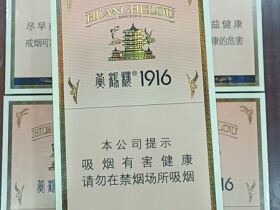 HUANGHELOU
黄鹤楼® 1916
本公司提示
吸烟有害健康
请勿在禁烟场所吸烟
尽早
戒烟可
益健康
的危害
HUANGHELOU
黄鹤
16